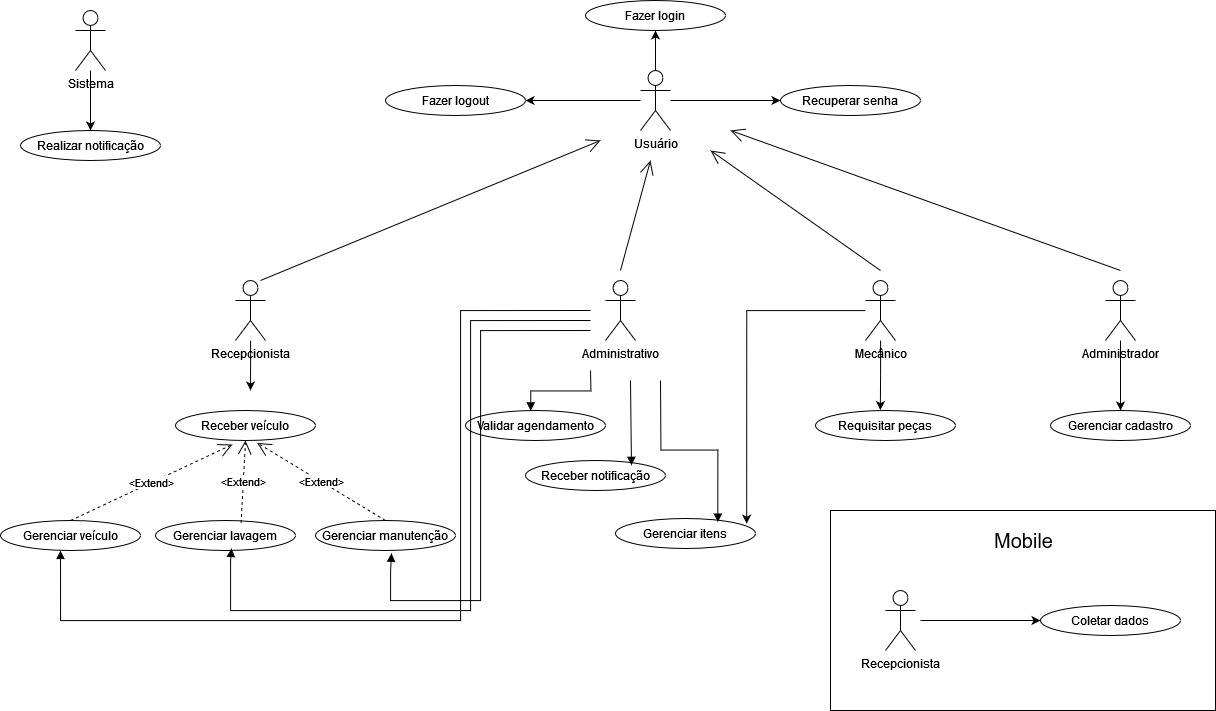 Fazer login
Sistema
Fazer logout
Recuperar senha
Usuário
Realizar notificação
Recepcionista
Administrativo
Mecânico
Administrador
Receber veículo
Validar agendamento
Requisitar peças
Gerenciar cadastro
<Extend>
<Extend>
<Extend>
Receber notificação
Gerenciar veículo
Gerenciar lavagem
Gerenciar manutenção
Gerenciar itens
Mobile
Coletar dados
Recepcionista